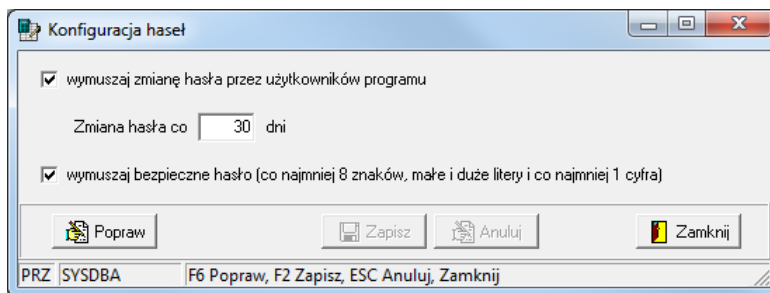 Konfiguracja haseł
wymuszaj zmianę hasła przez użytkowników programu
Zmiana hasła co 30 dni
wymuszaj bezpieczne hasło (co najmniej 8 znaków, małe i duże litery i co najmniej 1 cyfra)
Popraw Zapisz Anuluj Zamknij
PRZ SYSDBA F6 Popraw, F2 Zapisz, ESC Anuluj, Zamknij